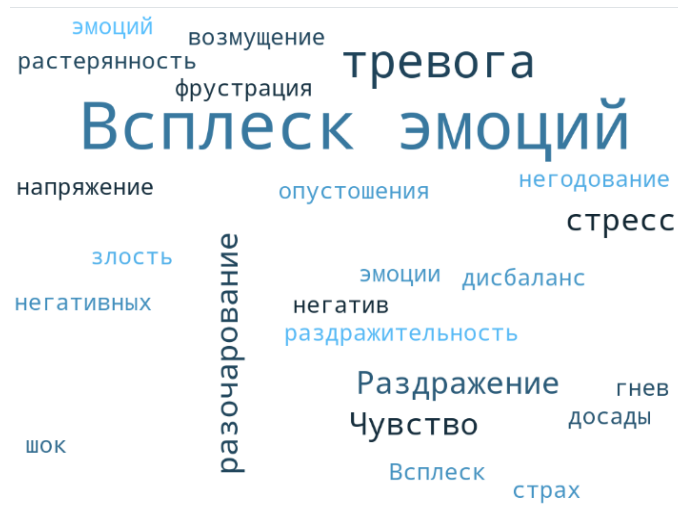 эмоций
возмущение
растерянность
тревога
фрустрация
Всплеск эмоций
напряжение
опустошения
негодование
стресс
злость
разочарование
эмоции
дисбаланс
негативных
негатив
раздражительность
Раздражение
гнев
Чувство
досады
шок
Всплеск
страх